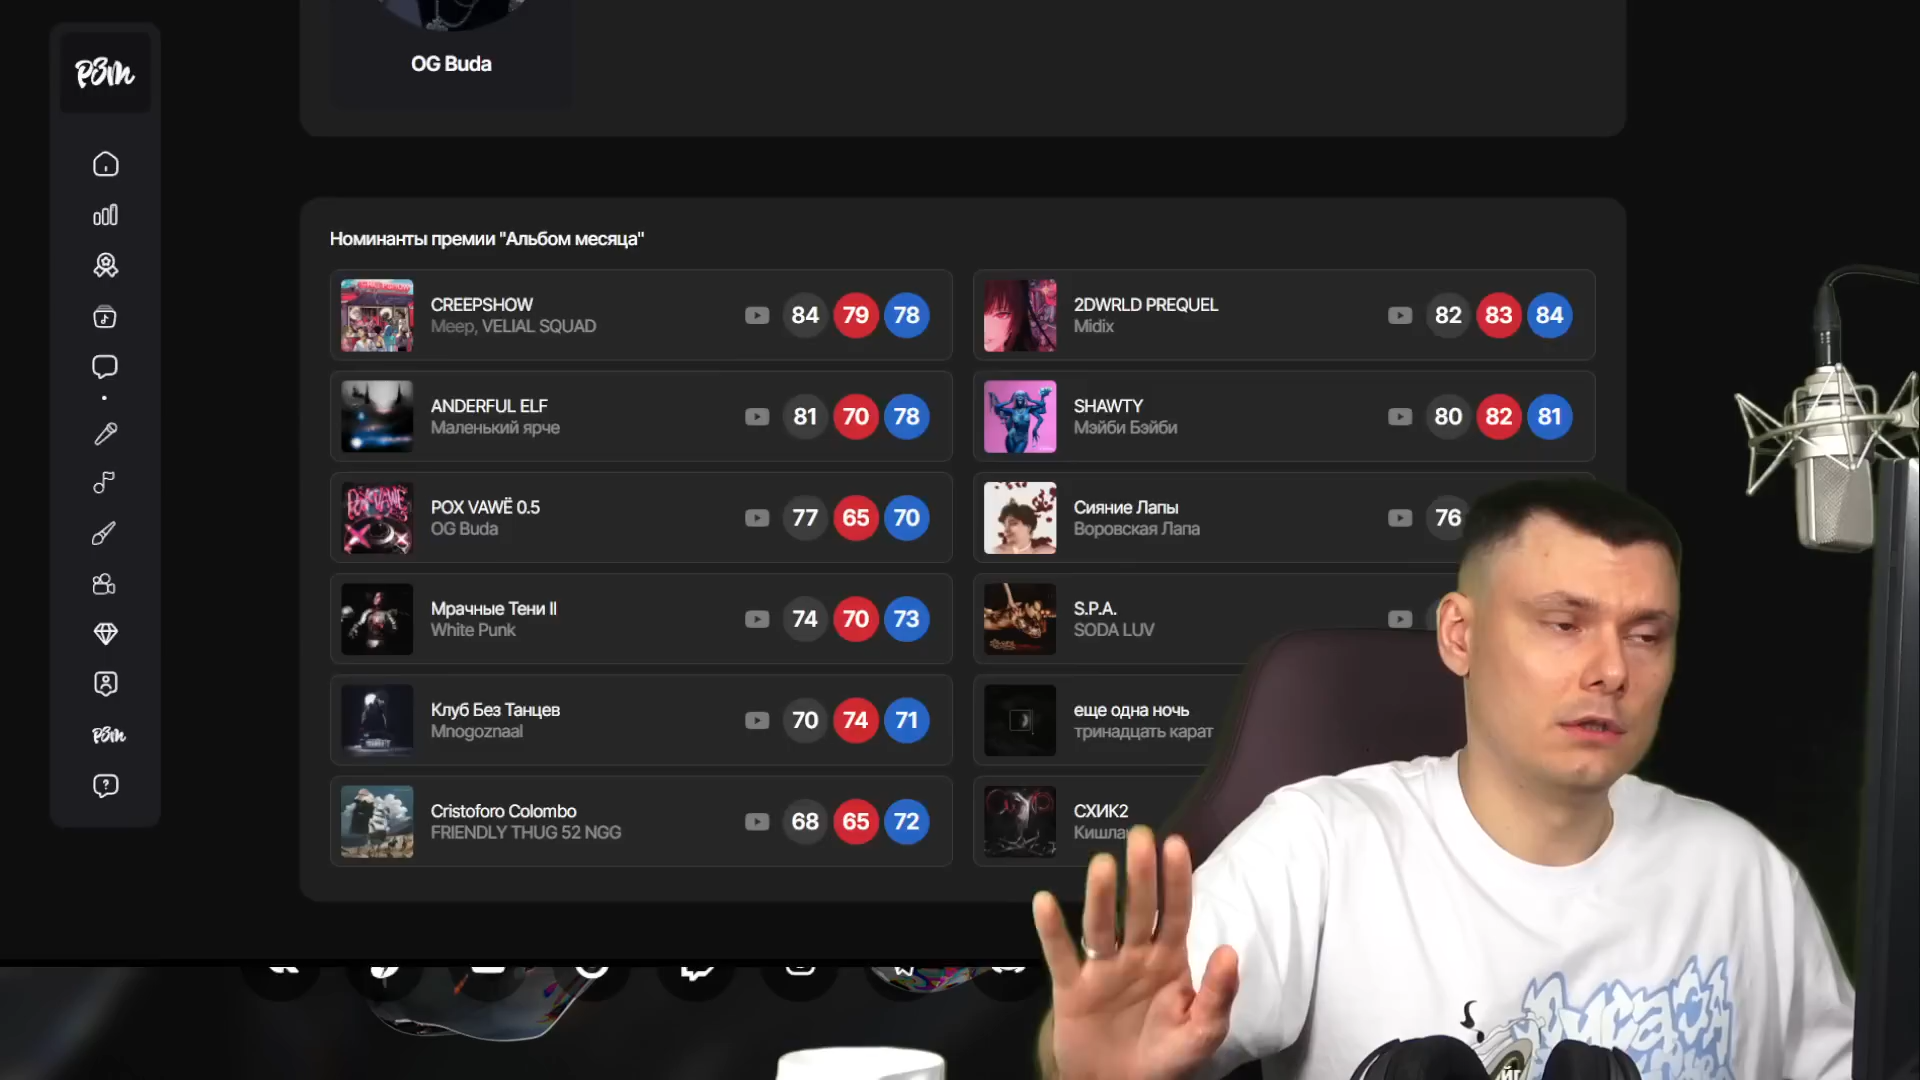 РЗТ
OG Buda
Номинанты премии "Альбом месяца"
CREEPSHOW
Meep, VELIAL SQUAD
84 79 78
2DWRLD PREQUEL
Midix
82 83 84
ANDERFUL ELF
Маленький ярче
81 70 78
SHAWTY
Мэйби Бэйби
80 82 81
POX VAWË 0.5
OG Buda
77 65 70
Сияние Лапы
Воровская Лапа
76
Мрачные Тени II
White Punk
74 70 73
S.P.A.
SODA LUV
Клуб Без Танцев
Mnogoznaal
70 74 71
еще одна ночь
тринадцать карат
РЗТ
Cristoforo Colombo
FRIENDLY THUG 52 NGG
68 65 72
СХИК2